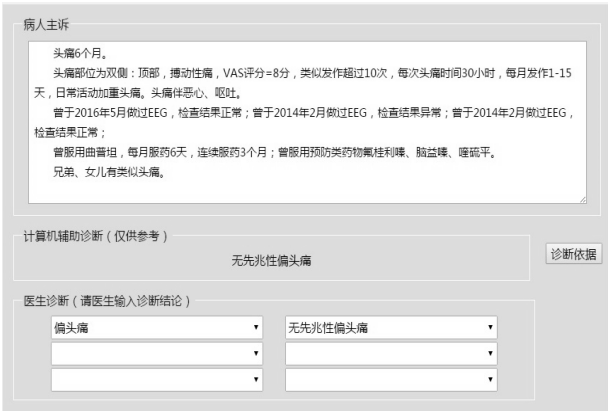 病人主诉
头痛6个月。
头痛部位为双侧：顶部，搏动性痛，VAS评分=8分，类似发作超过10次，每次头痛时间30小时，每月发作1-15
天，日常活动加重头痛。头痛伴恶心、呕吐。
曾于2016年5月做过EEG，检查结果正常；曾于2014年2月做过EEG，检查结果异常；曾于2014年2月做过EEG，
检查结果正常；
曾服用曲普坦，每月服药6天，连续服药3个月；曾服用预防类药物氟桂利嗪、脑益嗪、噻硫平。
兄弟、女儿有类似头痛。
计算机辅助诊断（仅供参考）
无先兆性偏头痛
诊断依据
医生诊断（请医生输入诊断结论）
偏头痛 无先兆性偏头痛